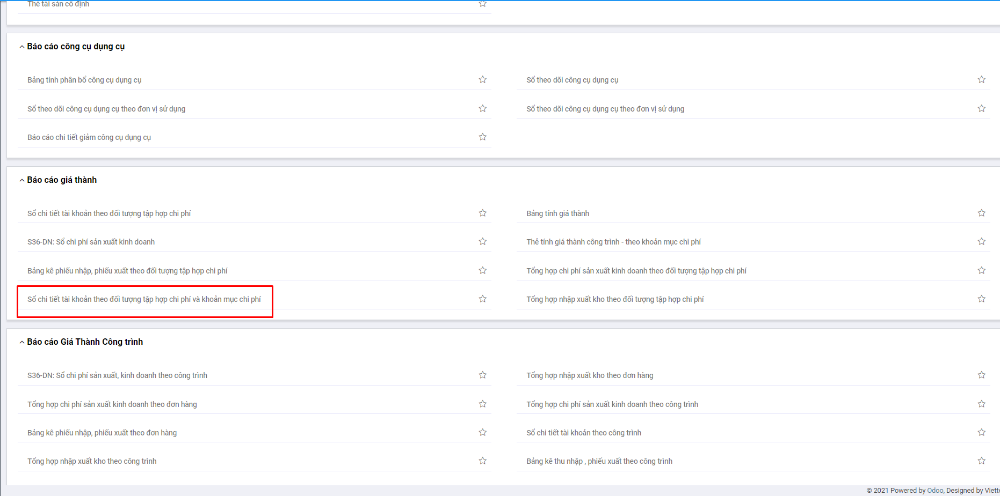 Thẻ tài sản cố định
Báo cáo công cụ dụng cụ
Bảng tính phân bổ công cụ dụng cụ
Sổ theo dõi công cụ dụng cụ
Sổ theo dõi công cụ dụng cụ theo đơn vị sử dụng
Sổ theo dõi công cụ dụng cụ theo đơn vị sử dụng
Báo cáo chi tiết giảm công cụ dụng cụ
Báo cáo giá thành
Sổ chi tiết tài khoản theo đối tượng tập hợp chi phí
Bảng tính giá thành
S36-DN: Sổ chi phí sản xuất kinh doanh
Thẻ tính giá thành công trình - theo khoản mục chi phí
Bảng kê phiếu nhập, phiếu xuất theo đối tượng tập hợp chi phí
Tổng hợp chi phí sản xuất kinh doanh theo đối tượng tập hợp chi phí
Sổ chi tiết tài khoản theo đối tượng tập hợp chi phí và khoản mục chi phí
Tổng hợp nhập xuất kho theo đối tượng tập hợp chi phí
Báo cáo Giá Thành Công trình
S36-DN: Sổ chi phí sản xuất, kinh doanh theo công trình
Tổng hợp nhập xuất kho theo đơn hàng
Tổng hợp chi phí sản xuất kinh doanh theo đơn hàng
Tổng hợp chi phí sản xuất kinh doanh theo công trình
Bảng kê phiếu nhập, phiếu xuất theo đơn hàng
Sổ chi tiết tài khoản theo công trình
Tổng hợp nhập xuất kho theo công trình
Bảng kê thu nhập , phiếu xuất theo công trình
© 2021 Powered by Odoo, Designed by Viette